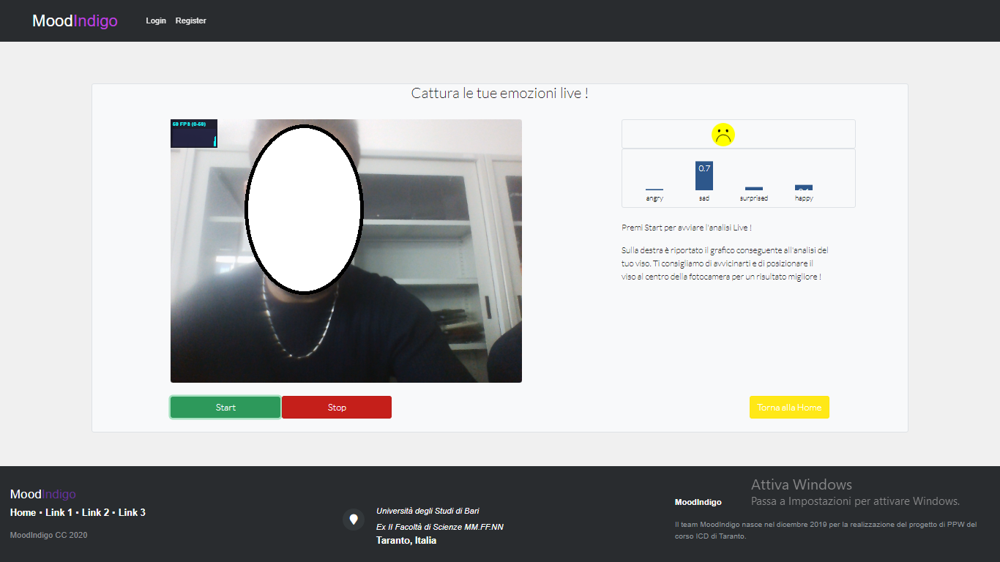 MoodIndigo
Login Register
Cattura le tue emozioni live !
59 FPS (0-59)
0.7
angry sad surprised happy
Premi Start per avviare l'analisi Live !
Sulla destra è riportato il grafico conseguente all'analisi del
tuo viso. Ti consigliamo di avvicinarti e di posizionare il
viso al centro della fotocamera per un risultato migliore !
Start Stop Torna alla Home
MoodIndigo
Home • Link 1 • Link 2 • Link 3
MoodIndigo CC 2020
Università degli Studi di Bari
Ex II Facoltà di Scienze MM.FF.NN
Taranto, Italia
Attiva Windows
Passa a Impostazioni per attivare Windows.
MoodIndigo
Il team MoodIndigo nasce nel dicembre 2019 per la realizzazione del progetto di PPW del
corso ICD di Taranto.